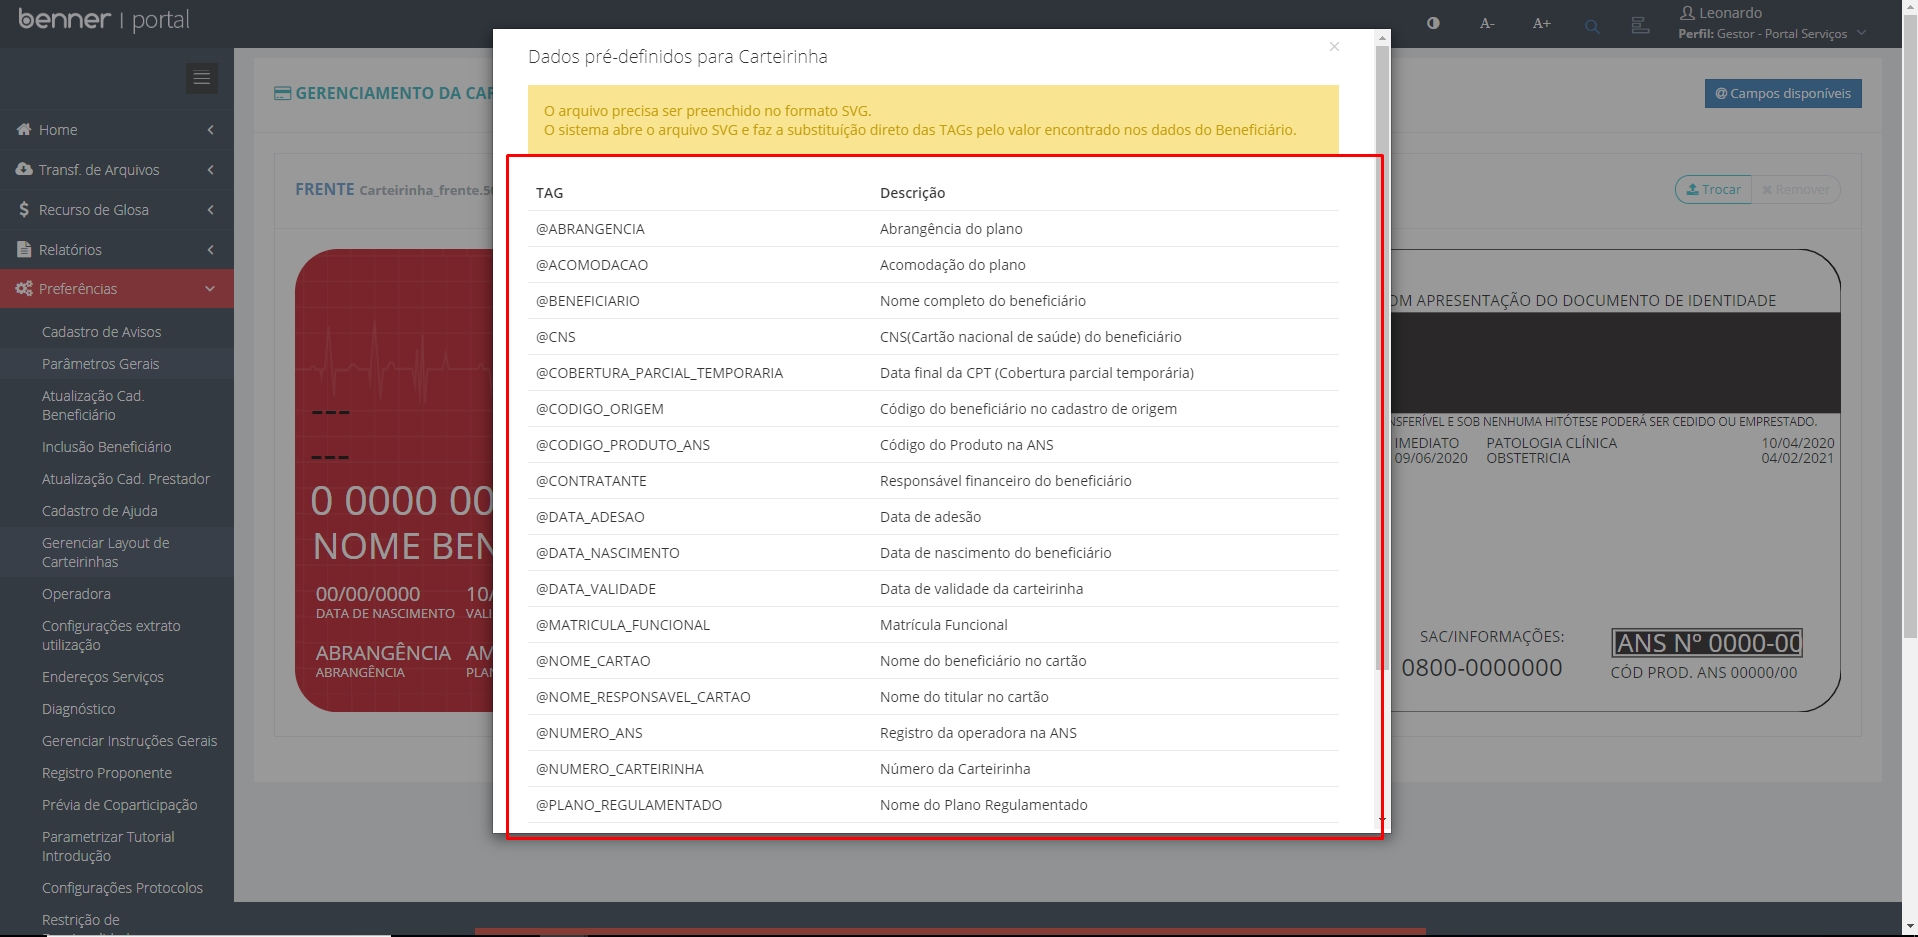 benner | portal
A-
A+
Leonardo
Perfil: Gestor - Portal Serviços
Home
Transf. de Arquivos
Recurso de Glosa
Relatórios
Preferências
Cadastro de Avisos
Parâmetros Gerais
Atualização Cad.
Beneficiário
Inclusão Beneficiário
Atualização Cad. Prestador
Cadastro de Ajuda
Gerenciar Layout de
Carteirinhas
Operadora
Configurações extrato
utilização
Endereços Serviços
Diagnóstico
Gerenciar Instruções Gerais
Registro Proponente
Prévia de Coparticipação
Parametrizar Tutorial
Introdução
Configurações Protocolos
Restrição de
GERENCIAMENTO DA CAR
@ Campos disponíveis
FRENTE Carteirinha_frente.50
Trocar
Remover
---
---
0 0000 00
NOME BEN
00/00/0000 10/
DATA DE NASCIMENTO VALI
ABRANGÊNCIA AM
ABRANGÊNCIA PLAN
Dados pré-definidos para Carteirinha
×
O arquivo precisa ser preenchido no formato SVG.
O sistema abre o arquivo SVG e faz a substituíção direto das TAGs pelo valor encontrado nos dados do Beneficiário.
TAG Descrição
@ABRANGENCIA Abrangência do plano
@ACOMODACAO Acomodação do plano
@BENEFICIARIO Nome completo do beneficiário
@CNS CNS(Cartão nacional de saúde) do beneficiário
@COBERTURA_PARCIAL_TEMPORARIA Data final da CPT (Cobertura parcial temporária)
@CODIGO_ORIGEM Código do beneficiário no cadastro de origem
@CODIGO_PRODUTO_ANS Código do Produto na ANS
@CONTRATANTE Responsável financeiro do beneficiário
@DATA_ADESAO Data de adesão
@DATA_NASCIMENTO Data de nascimento do beneficiário
@DATA_VALIDADE Data de validade da carteirinha
@MATRICULA_FUNCIONAL Matrícula Funcional
@NOME_CARTAO Nome do beneficiário no cartão
@NOME_RESPONSAVEL_CARTAO Nome do titular no cartão
@NUMERO_ANS Registro da operadora na ANS
@NUMERO_CARTEIRINHA Número da Carteirinha
@PLANO_REGULAMENTADO Nome do Plano Regulamentado
OM APRESENTAÇÃO DO DOCUMENTO DE IDENTIDADE
NSFERÍVEL E SOB NENHUMA HITÓTESE PODERÁ SER CEDIDO OU EMPRESTADO.
IMEDIATO PATOLOGIA CLÍNICA 10/04/2020
09/06/2020 OBSTETRICIA 04/02/2021
SAC/INFORMAÇÕES:
0800-0000000
ANS Nº 0000-00
CÓD PROD. ANS 00000/00